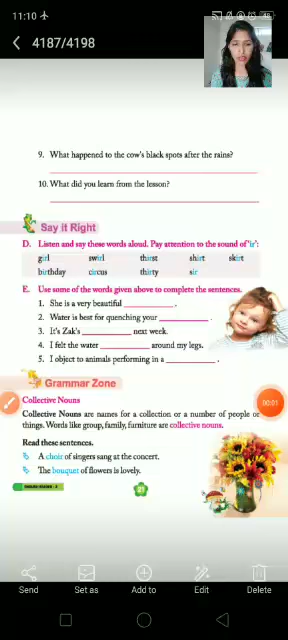 11:10
4187/4198
9. What happened to the cow's black spots after the rains?
10. What did you learn from the lesson?
Say it Right
D. Listen and say these words aloud. Pay attention to the sound of 'ir':
girl swirl thirst shirt skirt
birthday circus thirty sir
E. Use some of the words given above to complete the sentences.
1. She is a very beautiful ____________ .
2. Water is best for quenching your ____________ .
3. It's Zak's ____________ next week.
4. I felt the water ____________ around my legs.
5. I object to animals performing in a ____________ .
Grammar Zone
Collective Nouns
Collective Nouns are names for a collection or a number of people or
things. Words like group, family, furniture are collective nouns.
Read these sentences.
A choir of singers sang at the concert.
The bouquet of flowers is lovely.
00:01
Send Set as Add to Edit Delete